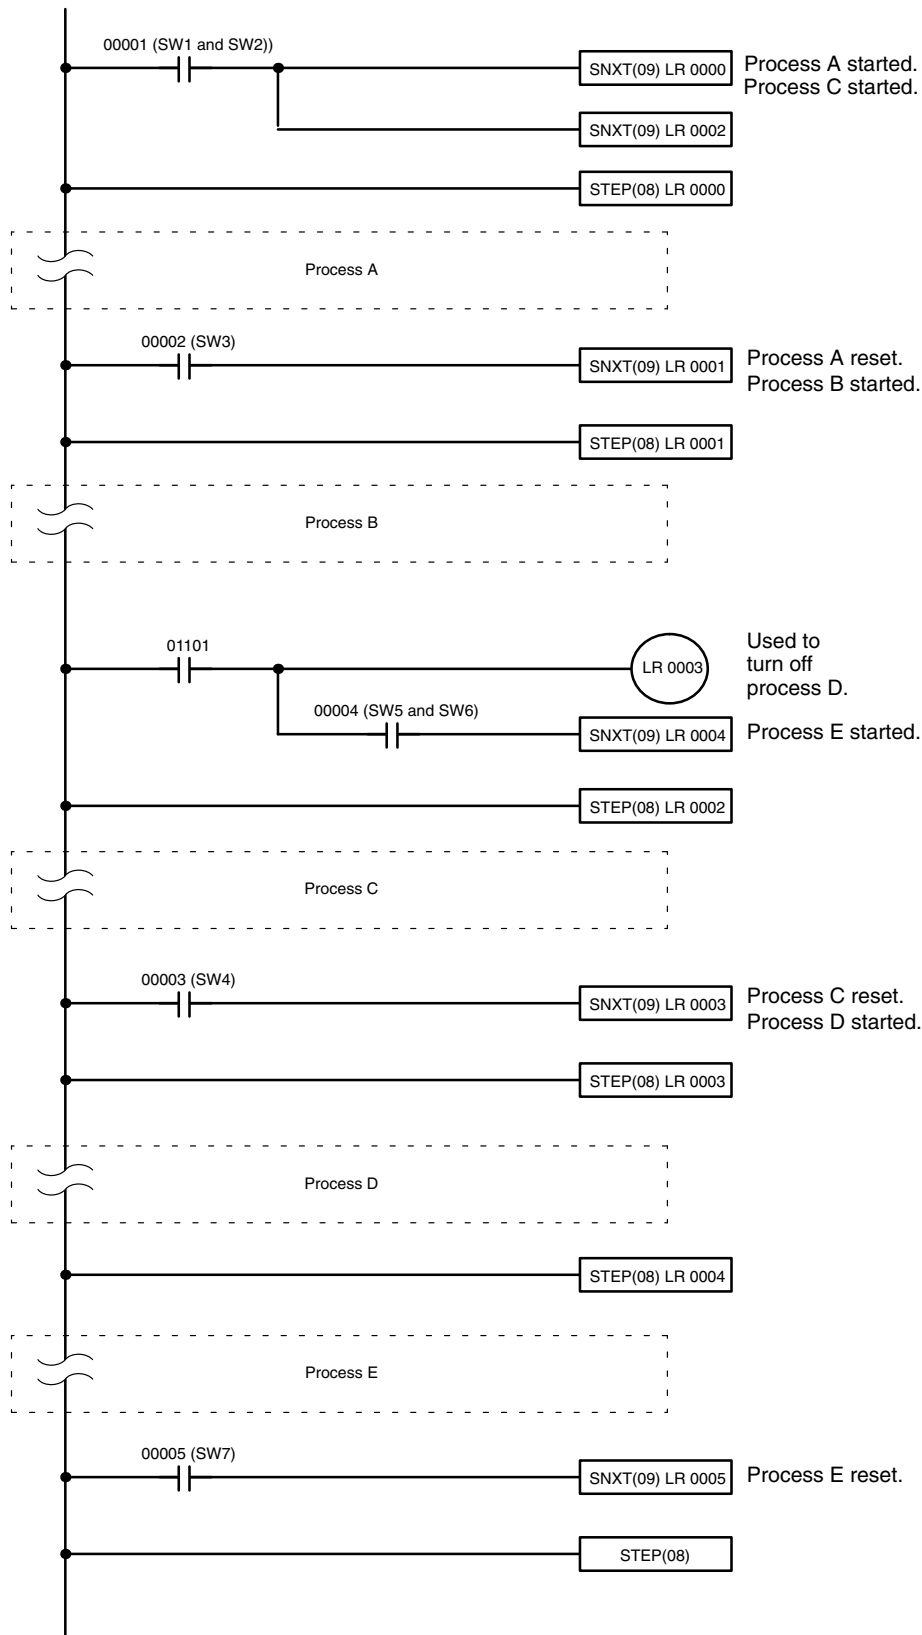 00001 (SW1 and SW2))
SNXT(09) LR 0000
Process A started.
Process C started.
SNXT(09) LR 0002
STEP(08) LR 0000
Process A
00002 (SW3)
SNXT(09) LR 0001
Process A reset.
Process B started.
STEP(08) LR 0001
Process B
01101
LR 0003
Used to
turn off
process D.
00004 (SW5 and SW6)
SNXT(09) LR 0004
Process E started.
STEP(08) LR 0002
Process C
00003 (SW4)
SNXT(09) LR 0003
Process C reset.
Process D started.
STEP(08) LR 0003
Process D
STEP(08) LR 0004
Process E
00005 (SW7)
SNXT(09) LR 0005
Process E reset.
STEP(08)